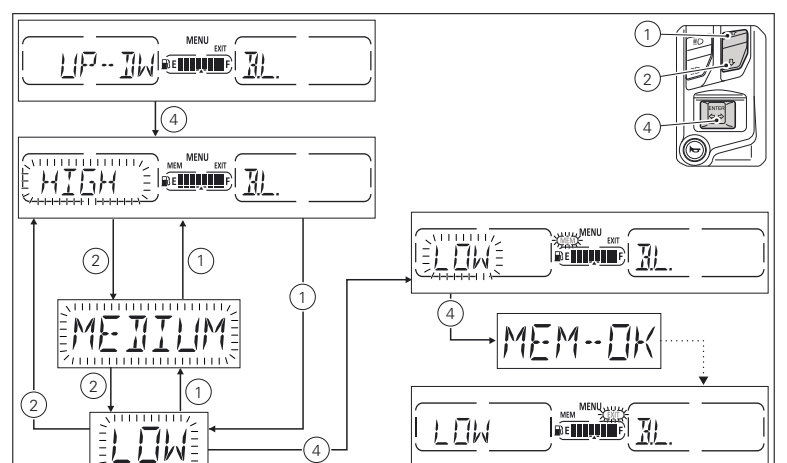 MENU
EXIT
UP--DW
E F
BL.
4
MEM MENU EXIT
HIGH
E F
BL.
2
1
1
MEDIUM
2
1
2
LOW
4
1
2
ENTER
4
MEM MENU EXIT
LOW
E F
BL.
4
MEM--OK
MEM MENU EXIT
LOW
E F
BL.